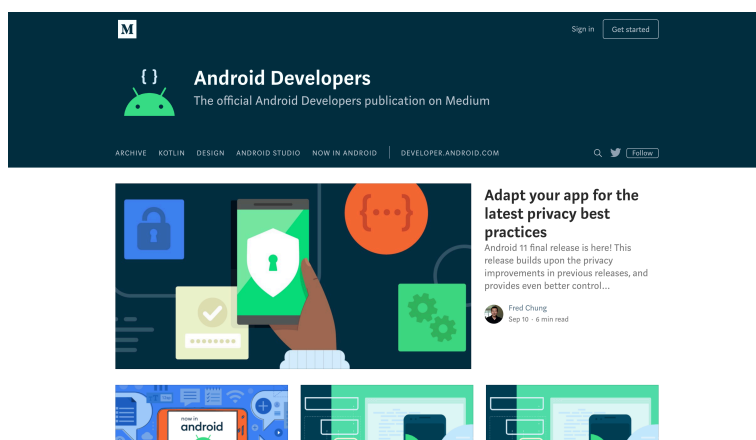 M
Sign in
Get started
{ }
Android Developers
The official Android Developers publication on Medium
ARCHIVE KOTLIN DESIGN ANDROID STUDIO NOW IN ANDROID DEVELOPER.ANDROID.COM
Follow
{•••}
Adapt your app for the
latest privacy best
practices
Android 11 final release is here! This
release builds upon the privacy
improvements in previous releases, and
provides even better control...
Fred Chung
Sep 10 · 6 min read
now in
android